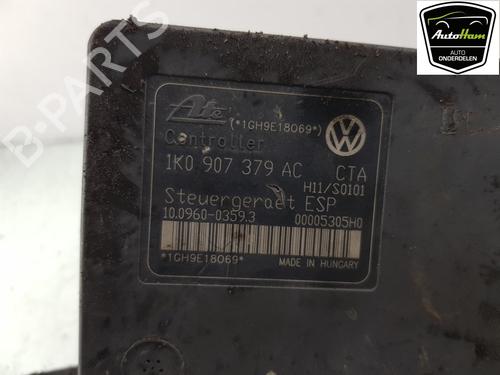 AutoHam
AUTO
ONDERDELEN
Ate
(*1GH9E18069*)
Controller
1K0 907 379 AC CTA
H11/S0101
Steuergeraet ESP
10.0960-0359.3 00005305H0
*1GH9E18069*
MADE IN HUNGARY
B-PARTS